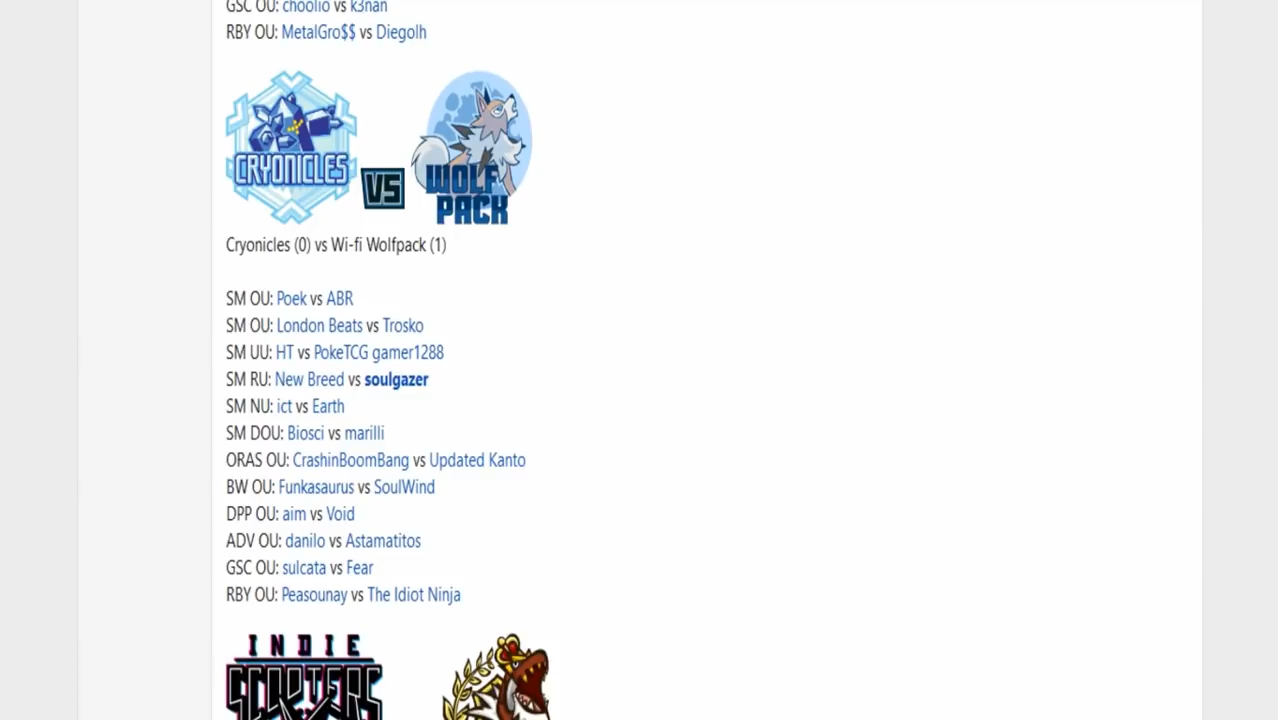 GSC OU: choolio vs k3nan
RBY OU: MetalGro$$ vs Diegolh
CRYONICLES VS WOLF PACK
Cryonicles (0) vs Wi-fi Wolfpack (1)
SM OU: Poek vs ABR
SM OU: London Beats vs Trosko
SM UU: HT vs PokeTCG gamer1288
SM RU: New Breed vs soulgazer
SM NU: ict vs Earth
SM DOU: Biosci vs marilli
ORAS OU: CrashinBoomBang vs Updated Kanto
BW OU: Funkasaurus vs SoulWind
DPP OU: aim vs Void
ADV OU: danilo vs Astamatitos
GSC OU: sulcata vs Fear
RBY OU: Peasounay vs The Idiot Ninja
INDIE